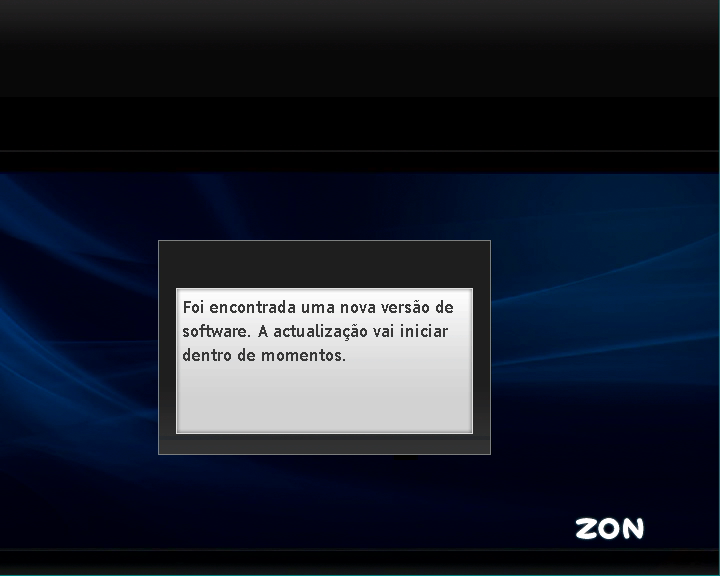 Foi encontrada uma nova versão de
software. A actualização vai iniciar
dentro de momentos.
ZON